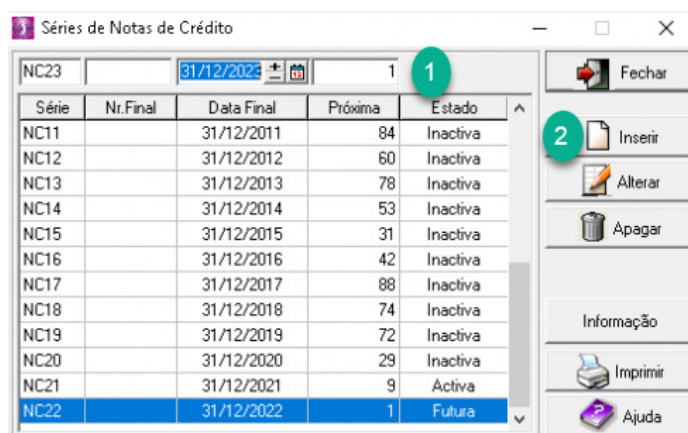 Séries de Notas de Crédito
NC23 31/12/2023 1 1
Fechar
Série Nr.Final Data Final Próxima Estado
NC11 31/12/2011 84 Inactiva
2 Inserir
NC12 31/12/2012 60 Inactiva
NC13 31/12/2013 78 Inactiva
Alterar
NC14 31/12/2014 53 Inactiva
NC15 31/12/2015 31 Inactiva
Apagar
NC16 31/12/2016 42 Inactiva
NC17 31/12/2017 88 Inactiva
NC18 31/12/2018 74 Inactiva
Informação
NC19 31/12/2019 72 Inactiva
NC20 31/12/2020 29 Inactiva
Imprimir
NC21 31/12/2021 9 Activa
NC22 31/12/2022 1 Futura
Ajuda